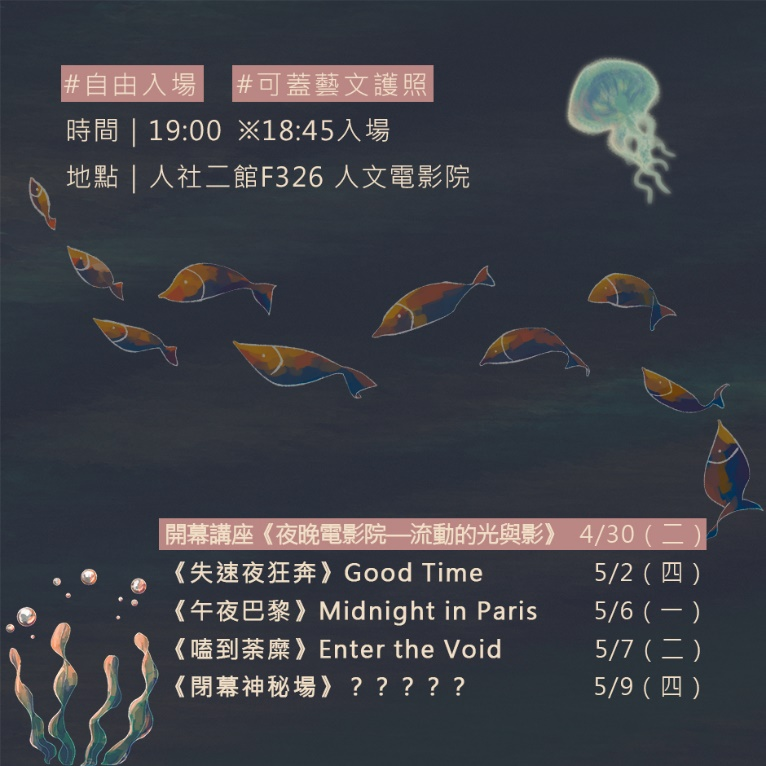 #自由入場 #可蓋藝文護照
時間｜19:00 ※18:45入場
地點｜人社二館F326 人文電影院
開幕講座《夜晚電影院—流動的光與影》 4/30（二）
《失速夜狂奔》Good Time 5/2（四）
《午夜巴黎》Midnight in Paris 5/6（一）
《嗑到荼糜》Enter the Void 5/7（二）
《閉幕神秘場》？？？？？ 5/9（四）